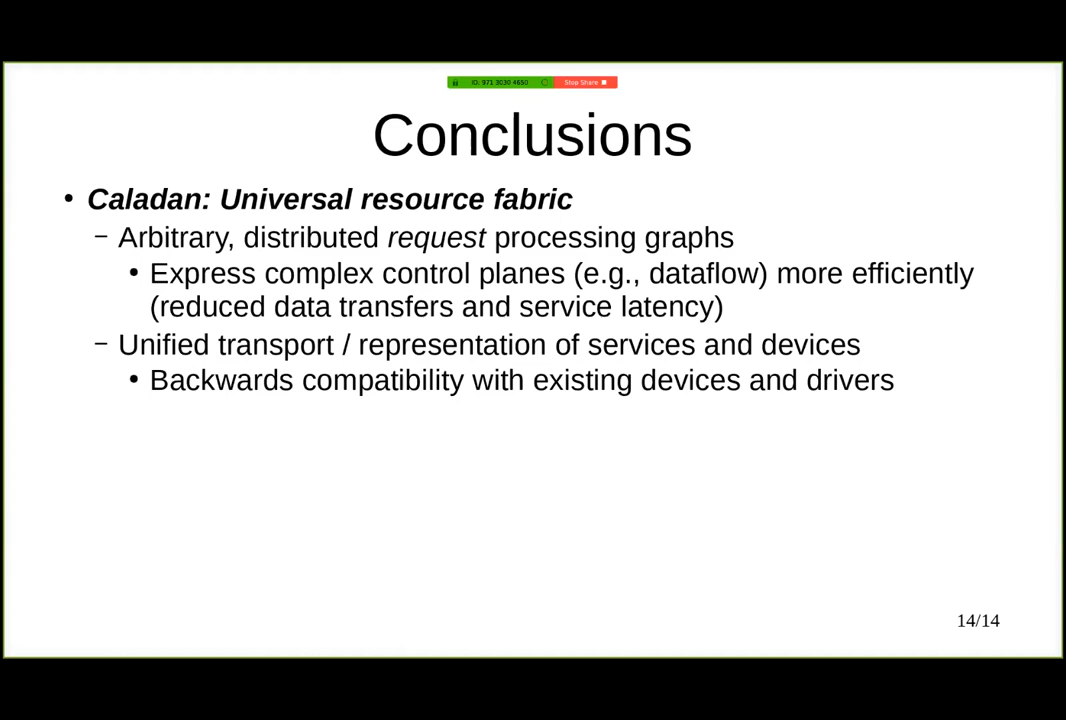 ID: 971 3030 4650 Stop Share
Conclusions
• Caladan: Universal resource fabric
– Arbitrary, distributed request processing graphs
• Express complex control planes (e.g., dataflow) more efficiently
(reduced data transfers and service latency)
– Unified transport / representation of services and devices
• Backwards compatibility with existing devices and drivers
14/14